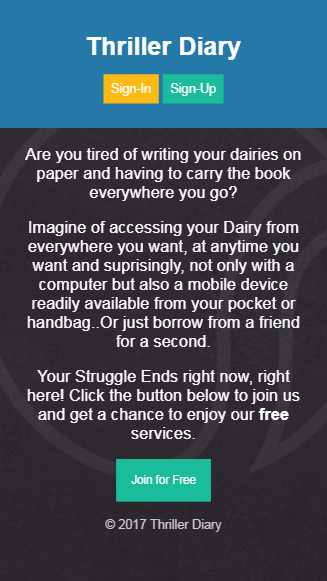 Thriller Diary
Sign-In Sign-Up
Are you tired of writing your dairies on
paper and having to carry the book
everywhere you go?
Imagine of accessing your Dairy from
everywhere you want, at anytime you
want and suprisingly, not only with a
computer but also a mobile device
readily available from your pocket or
handbag..Or just borrow from a friend
for a second.
Your Struggle Ends right now, right
here! Click the button below to join us
and get a chance to enjoy our free
services.
Join for Free
© 2017 Thriller Diary